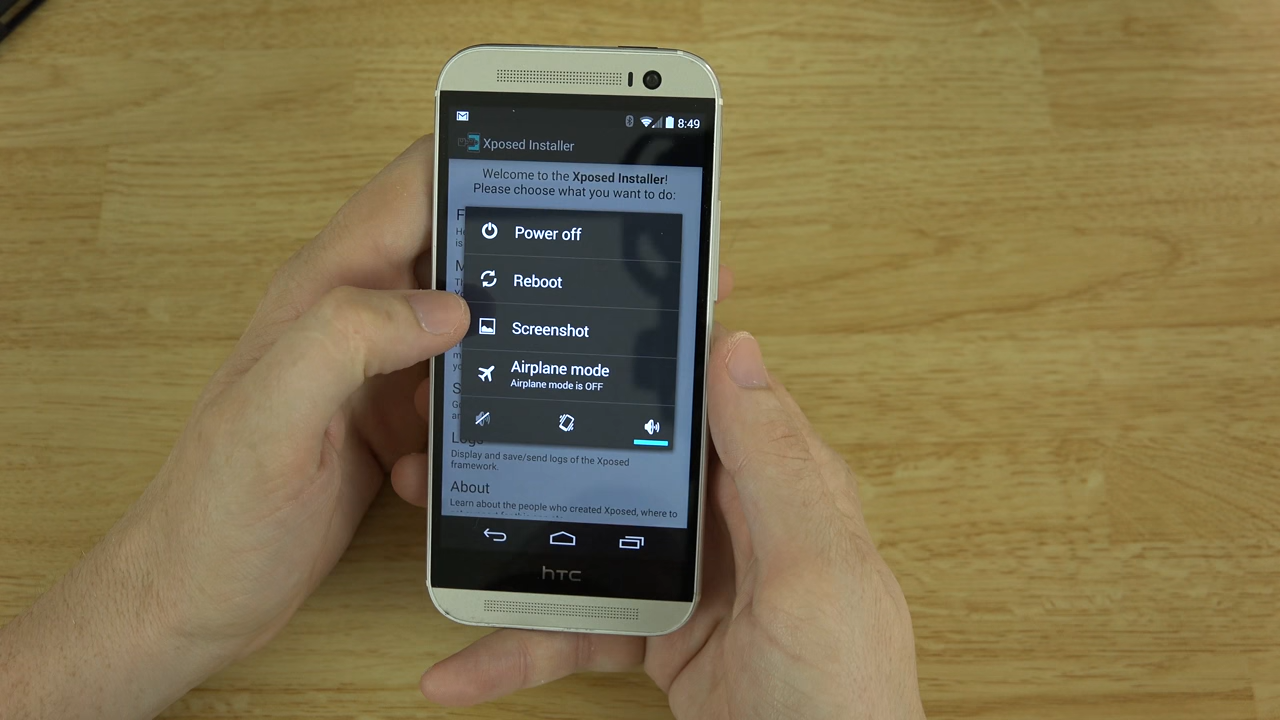 8:49
Xposed Installer
Welcome to the Xposed Installer!
Please choose what you want to do:
Power off
Reboot
Screenshot
Airplane mode
Airplane mode is OFF
Display and save/send logs of the Xposed
framework.
About
Learn about the people who created Xposed, where to
hTC